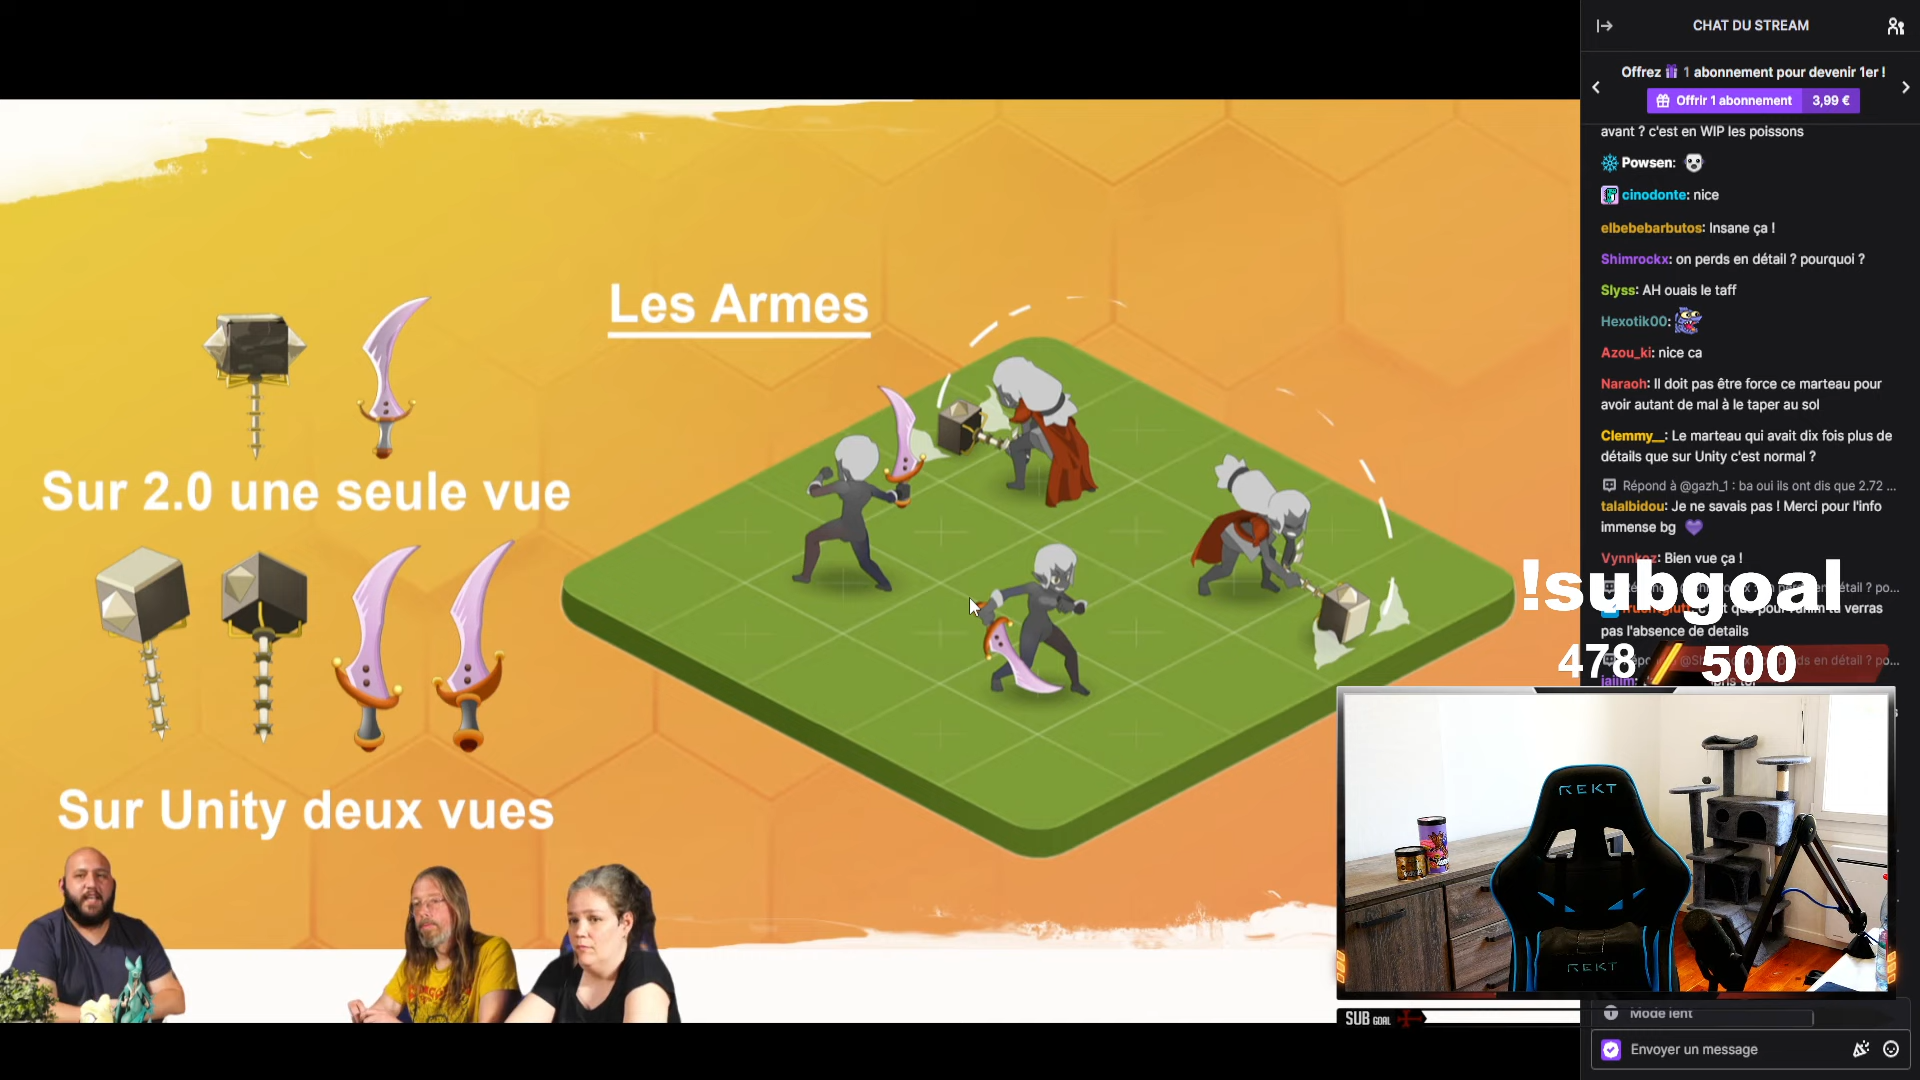 Les Armes
Sur 2.0 une seule vue
Sur Unity deux vues
CHAT DU STREAM
Offrez 1 abonnement pour devenir 1er !
Offrir 1 abonnement 3,99 €
avant ? c'est en WIP les poissons
Powsen:
cinodonte: nice
elbebebarbutos: Insane ça !
Shimrockx: on perds en détail ? pourquoi ?
Slyss: AH ouais le taff
Hexotik00:
Azou_ki: nice ca
Naraoh: Il doit pas être force ce marteau pour
avoir autant de mal à le taper au sol
Clemmy__: Le marteau qui avait dix fois plus de
détails que sur Unity c'est normal ?
Répond à @gazh_1 : ba oui ils ont dis que 2.72 ...
talalbidou: Je ne savais pas ! Merci pour l'info
immense bg
Vynnkoz: Bien vue ça !
!subgoal
pas l'absence de details
478 500
REKT
REKT
SUB GOAL
Mode lent
Envoyer un message